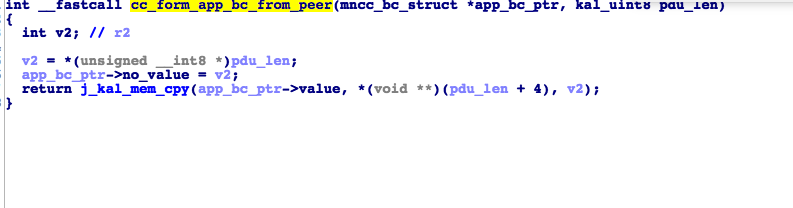 int __fastcall cc_form_app_bc_from_peer(mncc_bc_struct *app_bc_ptr, kal_uint8 pdu_len)
{
int v2; // r2
v2 = *(unsigned __int8 *)pdu_len;
app_bc_ptr->no_value = v2;
return j_kal_mem_cpy(app_bc_ptr->value, *(void **)(pdu_len + 4), v2);
}